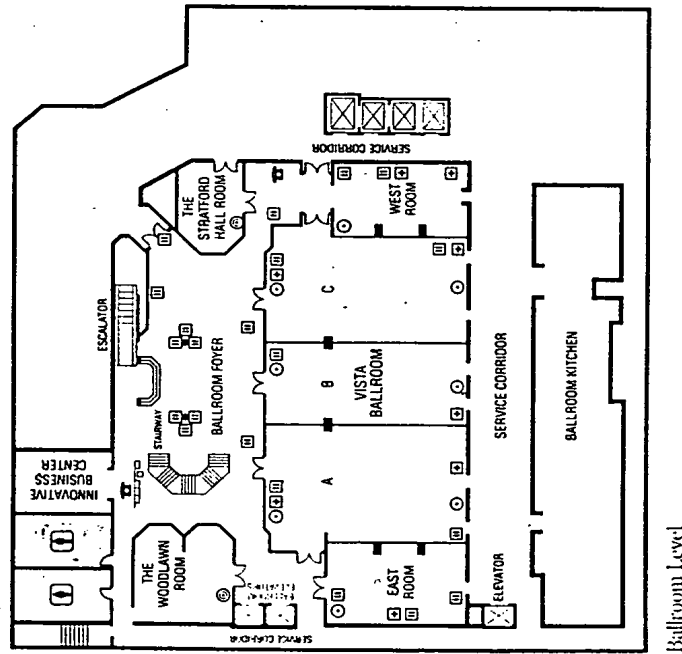 ESCALATOR
THE
STRATFORD
HALL ROOM
SERVICE CORRIDOR
INNOVATIVE
BUSINESS
CENTER
STAIRWAY
BALLROOM FOYER
WEST
ROOM
C
B
VISTA
BALLROOM
A
THE
WOODLAWN
ROOM
ELEVATORS
SERVICE CORRIDOR
EAST
ROOM
ELEVATOR
SERVICE CORRIDOR
BALLROOM KITCHEN
Ballroom Level